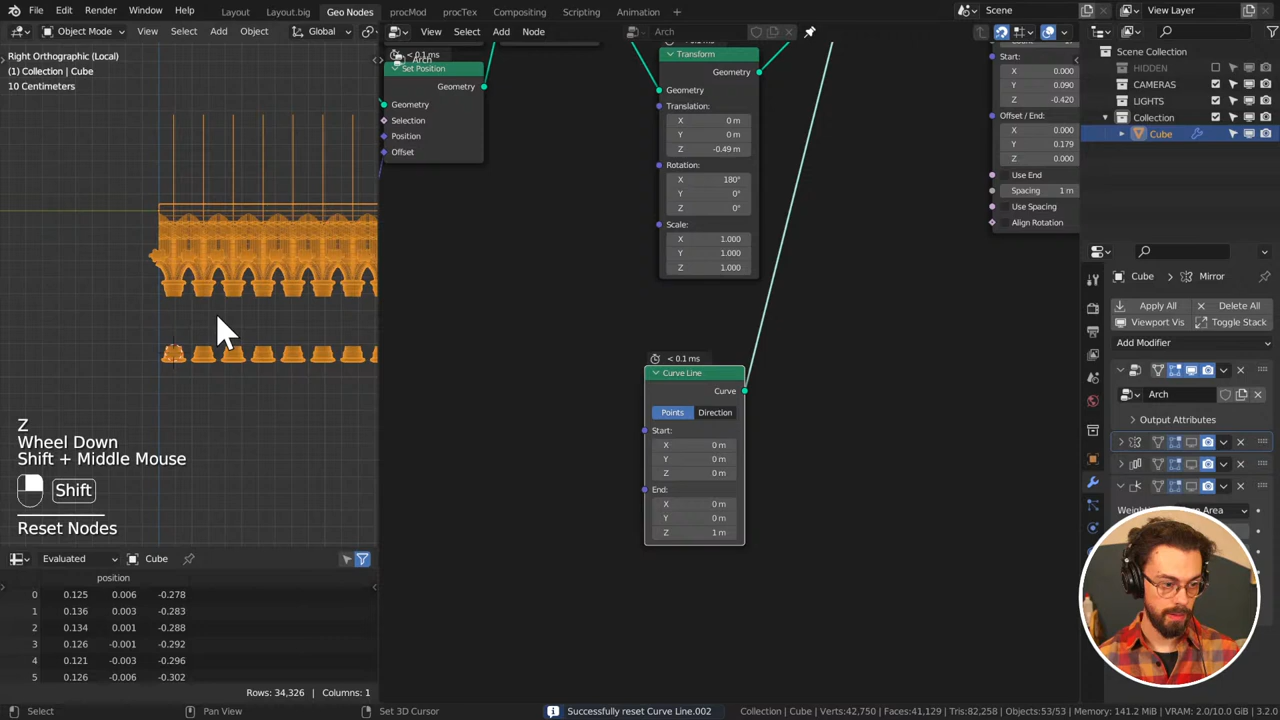 File Edit Render Window Help Layout Layout.big Geo Nodes procMod procTex Compositing Scripting Animation + Scene View Layer
Object Mode View Select Add Object Global View Select Add Node Arch
Right Orthographic (Local)
(1) Collection | Cube
10 Centimeters
< 0.1 ms
Arch
Set Position
Geometry
Geometry
Selection
Position
Offset
Transform
Geometry
Geometry
Translation:
X 0 m
Y 0 m
Z -0.49 m
Rotation:
X 180°
Y 0°
Z 0°
Scale:
X 1.000
Y 1.000
Z 1.000
< 0.1 ms
Curve Line
Curve
Points Direction
Start:
X 0 m
Y 0 m
Z 0 m
End:
X 0 m
Y 0 m
Z 1 m
Start:
X 0.000
Y 0.090
Z -0.420
Offset / End:
X 0.000
Y 0.179
Z 0.000
Use End
Spacing 1 m
Use Spacing
Align Rotation
Scene Collection
HIDDEN
CAMERAS
LIGHTS
Collection
Cube
Cube > Mirror
Apply All Delete All
Viewport Vis Toggle Stack
Add Modifier
Arch
Output Attributes
Z
Wheel Down
Shift + Middle Mouse
Shift
Reset Nodes
Evaluated Cube
position
0 0.125 0.006 -0.278
1 0.136 0.003 -0.283
2 0.134 0.001 -0.288
3 0.126 -0.001 -0.292
4 0.121 -0.003 -0.296
5 0.126 -0.006 -0.302
Rows: 34,326 | Columns: 1
Select Pan View Set 3D Cursor Successfully reset Curve Line.002 Collection | Cube | Verts:42,750 | Faces:41,129 | Tris:82,258 | Objects:53/53 | Memory: 141.2 MiB | VRAM: 2.0/10.0 GiB | 3.2.0